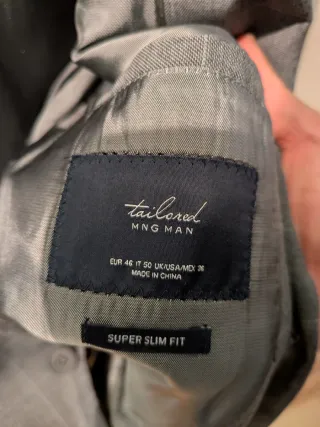 tailored
MNG MAN
EUR 46 IT 50 UK/USA/MEX 36
MADE IN CHINA
SUPER SLIM FIT